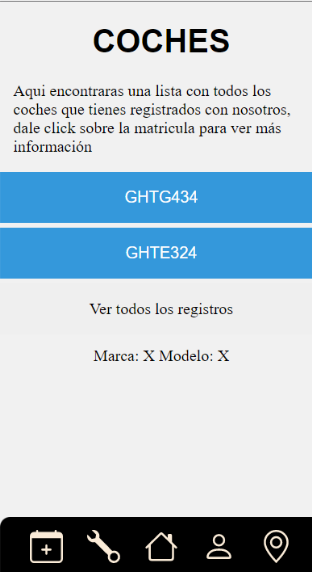 COCHES
Aqui encontraras una lista con todos los
coches que tienes registrados con nosotros,
dale click sobre la matricula para ver más
información
GHTG434
GHTE324
Ver todos los registros
Marca: X Modelo: X